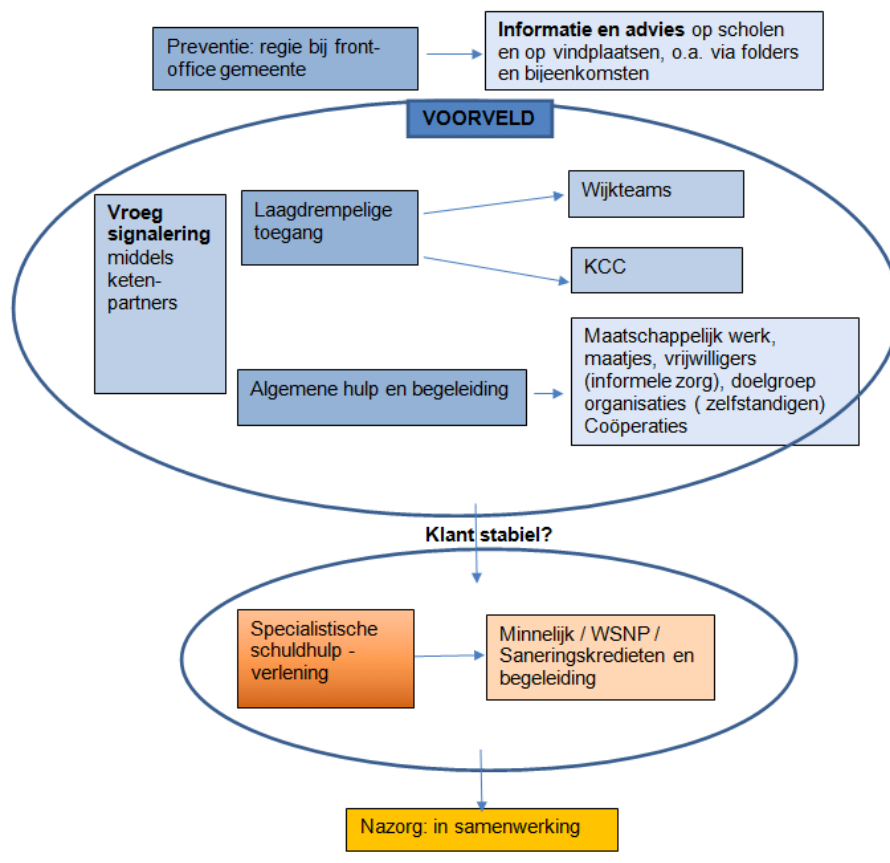 Preventie: regie bij front-
office gemeente
Informatie en advies op scholen
en op vindplaatsen, o.a. via folders
en bijeenkomsten
VOORVELD
Vroeg
signalering
middels
keten-
partners
Laagdrempelige
toegang
Wijkteams
KCC
Algemene hulp en begeleiding
Maatschappelijk werk,
maatjes, vrijwilligers
(informele zorg), doelgroep
organisaties ( zelfstandigen)
Coöperaties
Klant stabiel?
Specialistische
schuldhulp -
verlening
Minnelijk / WSNP /
Saneringskredieten en
begeleiding
Nazorg: in samenwerking